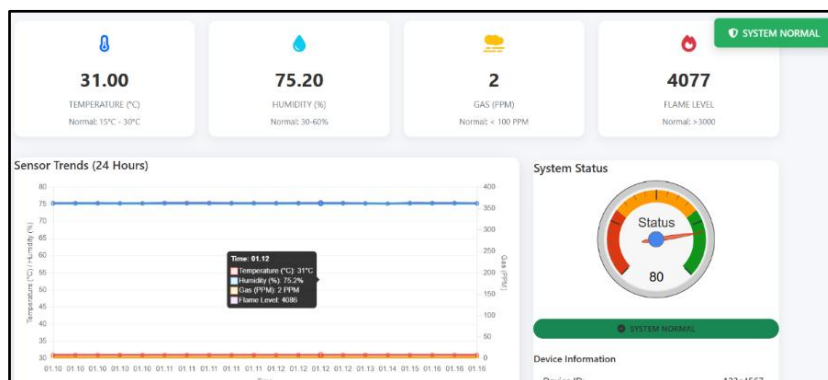 SYSTEM NORMAL
31.00
TEMPERATURE (°C)
Normal: 15°C - 30°C
75.20
HUMIDITY (%)
Normal: 30-60%
2
GAS (PPM)
Normal: < 100 PPM
4077
FLAME LEVEL
Normal: >3000
Sensor Trends (24 Hours)
80
75
70
65
60
55
50
45
40
35
30
Temperature (°C) / Humidity (%)
400
350
300
250
200
150
100
50
0
Gas (PPM)
Time: 01.12
Temperature (°C): 31°C
Humidity (%): 75.2%
Gas (PPM): 2 PPM
Flame Level: 4086
01.10 01.10 01.10 01.10 01.10 01.11 01.11 01.11 01.11 01.11 01.12 01.12 01.12 01.12 01.14 01.14 01.15 01.16 01.16 01.16
System Status
Status
80
SYSTEM NORMAL
Device Information